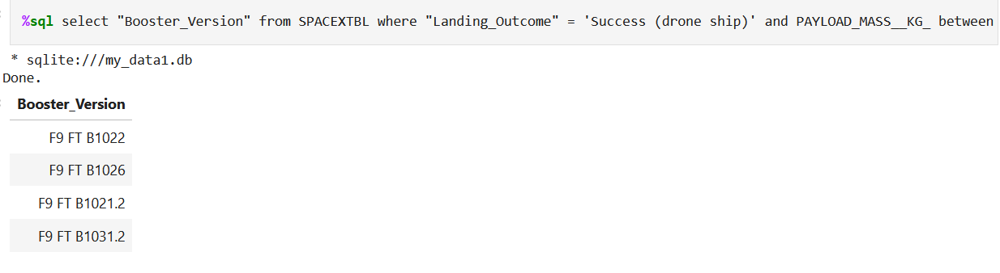 %sql select "Booster_Version" from SPACEXTBL where "Landing_Outcome" = 'Success (drone ship)' and PAYLOAD_MASS__KG_ between
* sqlite:///my_data1.db
Done.
Booster_Version
F9 FT B1022
F9 FT B1026
F9 FT B1021.2
F9 FT B1031.2